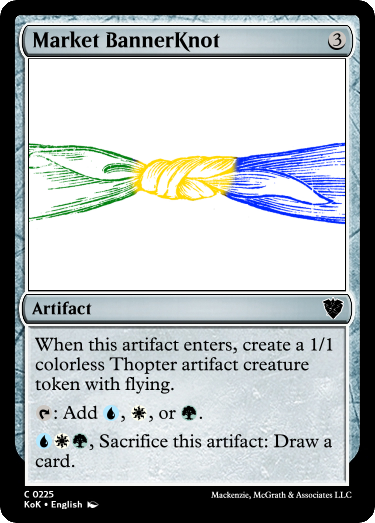 Market BannerKnot 3
Artifact
When this artifact enters, create a 1/1
colorless Thopter artifact creature
token with flying.
: Add , , or .
, Sacrifice this artifact: Draw a
card.
C 0225
KoK • English
Mackenzie, McGrath & Associates LLC